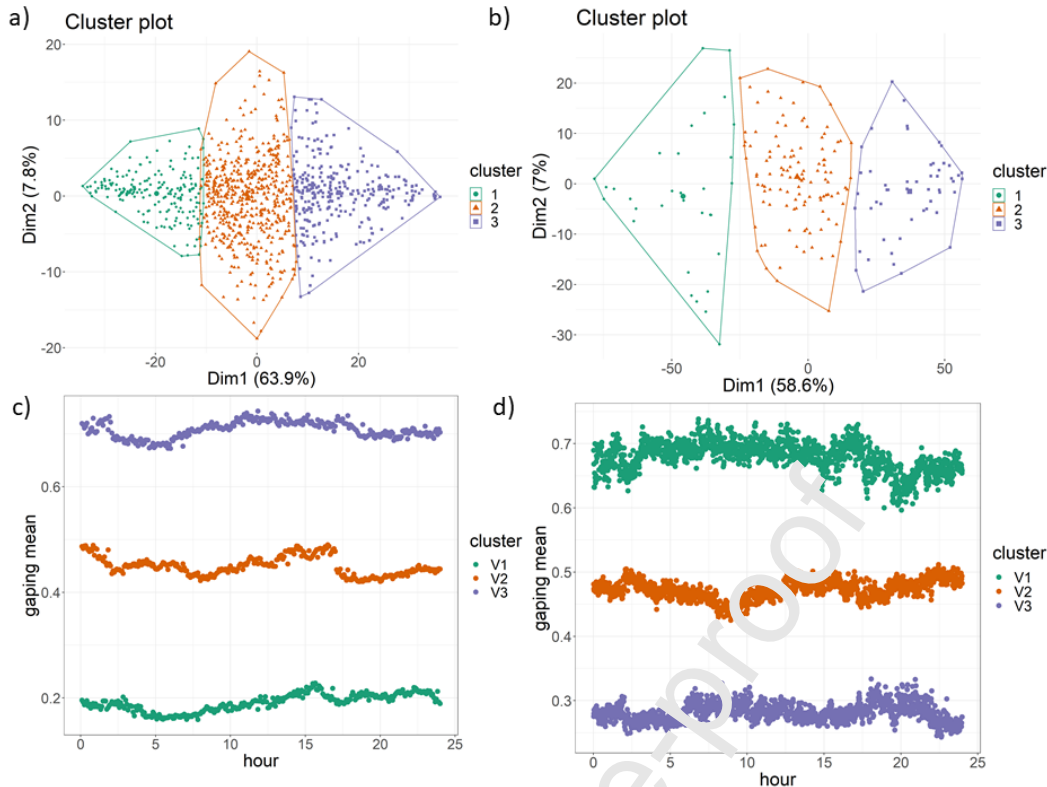 a)
Cluster plot
20
10
0
-10
-20
Dim2 (7.8%)
-20
0
20
Dim1 (63.9%)
cluster
1
2
3
b)
Cluster plot
20
10
0
-10
-20
-30
Dim2 (7%)
-50
0
50
Dim1 (58.6%)
cluster
1
2
3
c)
0.6
0.4
0.2
gaping mean
0
5
10
15
20
25
hour
cluster
V1
V2
V3
d)
0.7
0.6
0.5
0.4
0.3
gaping mean
0
5
10
15
20
25
hour
cluster
V1
V2
V3
e-proof